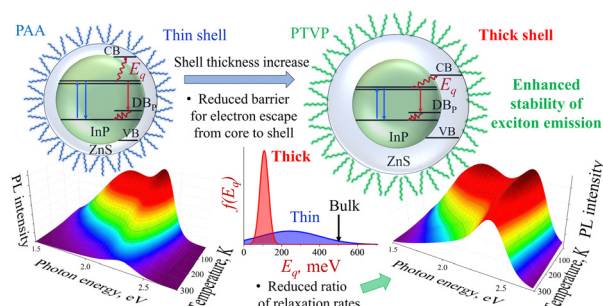 PAA
Thin shell
PTVP
Thick shell
CB
E_q
DB_P
InP
VB
ZnS
Shell thickness increase
• Reduced barrier
for electron escape
from core to shell
CB
E_q
DB_P
InP
VB
ZnS
Enhanced
stability of
exciton emission
PL intensity
1.5
2.0
2.5
Photon energy, eV
100
200
300
Temperature, K
f(E_q)
Thick
Thin
Bulk
0
200
400
600
E_q, meV
• Reduced ratio
of relaxation rates
PL intensity
1.5
2.0
2.5
Photon energy, eV
100
200
300
Temperature, K